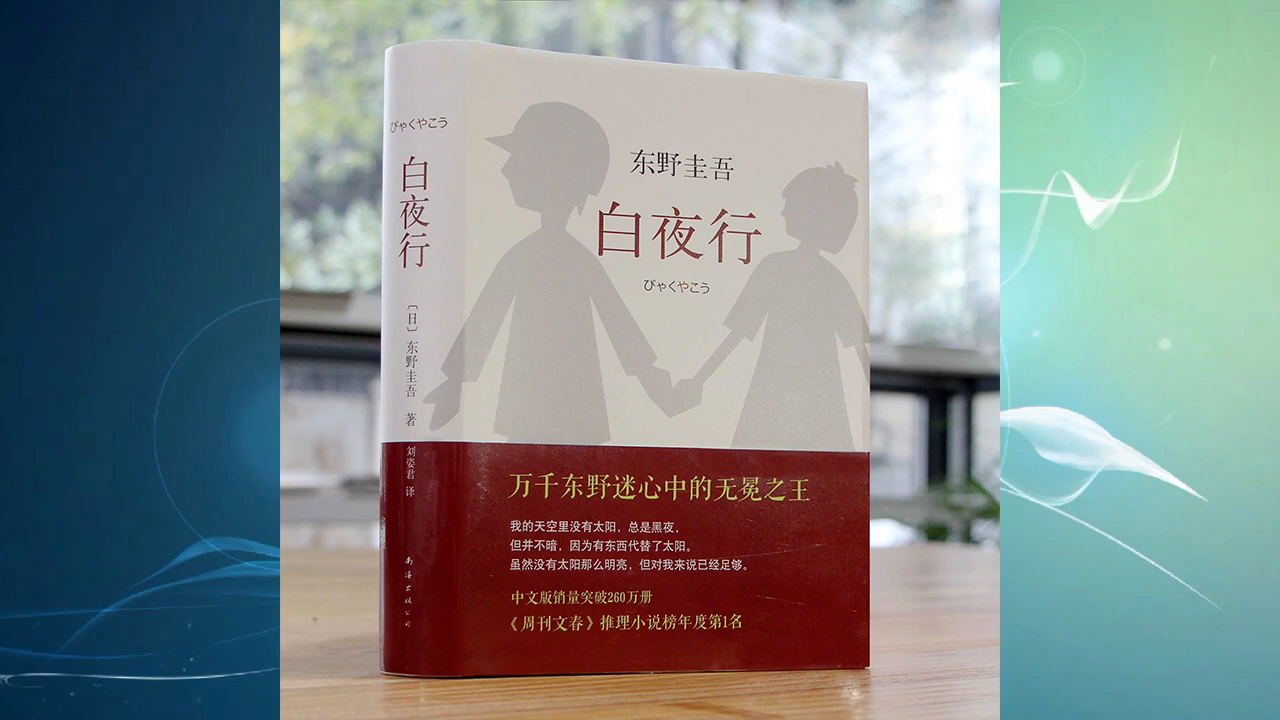 びゃくやこう
白夜行
〔日〕东野圭吾 著
刘姿君 译
南海出版公司
东野圭吾
白夜行
びゃくやこう
万千东野迷心中的无冕之王
我的天空里没有太阳，总是黑夜，
但并不暗，因为有东西代替了太阳。
虽然没有太阳那么明亮，但对我来说已经足够。
中文版销量突破260万册
《周刊文春》推理小说榜年度第1名